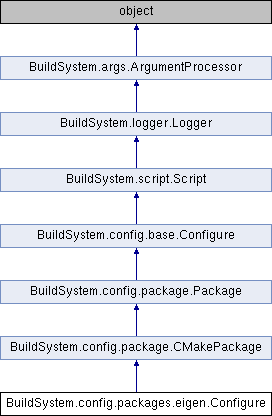 object
BuildSystem.args.ArgumentProcessor
BuildSystem.logger.Logger
BuildSystem.script.Script
BuildSystem.config.base.Configure
BuildSystem.config.package.Package
BuildSystem.config.package.CMakePackage
BuildSystem.config.packages.eigen.Configure